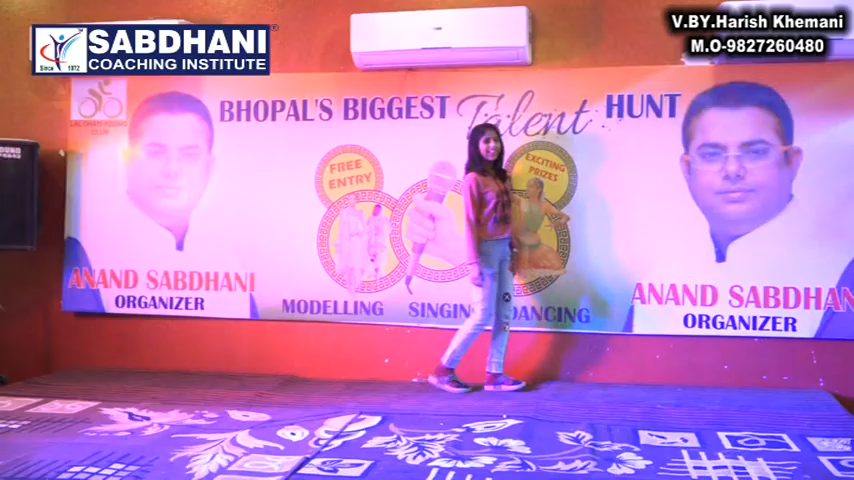 SABDHANI
COACHING INSTITUTE
Since 1972
V.BY.Harish Khemani
M.O-9827260480
BHOPAL'S BIGGEST Talent HUNT
FREE
ENTRY
EXCITING
PRIZES
ANAND SABDHANI
ORGANIZER
MODELLING
SINGING
DANCING
ANAND SABDHANI
ORGANIZER